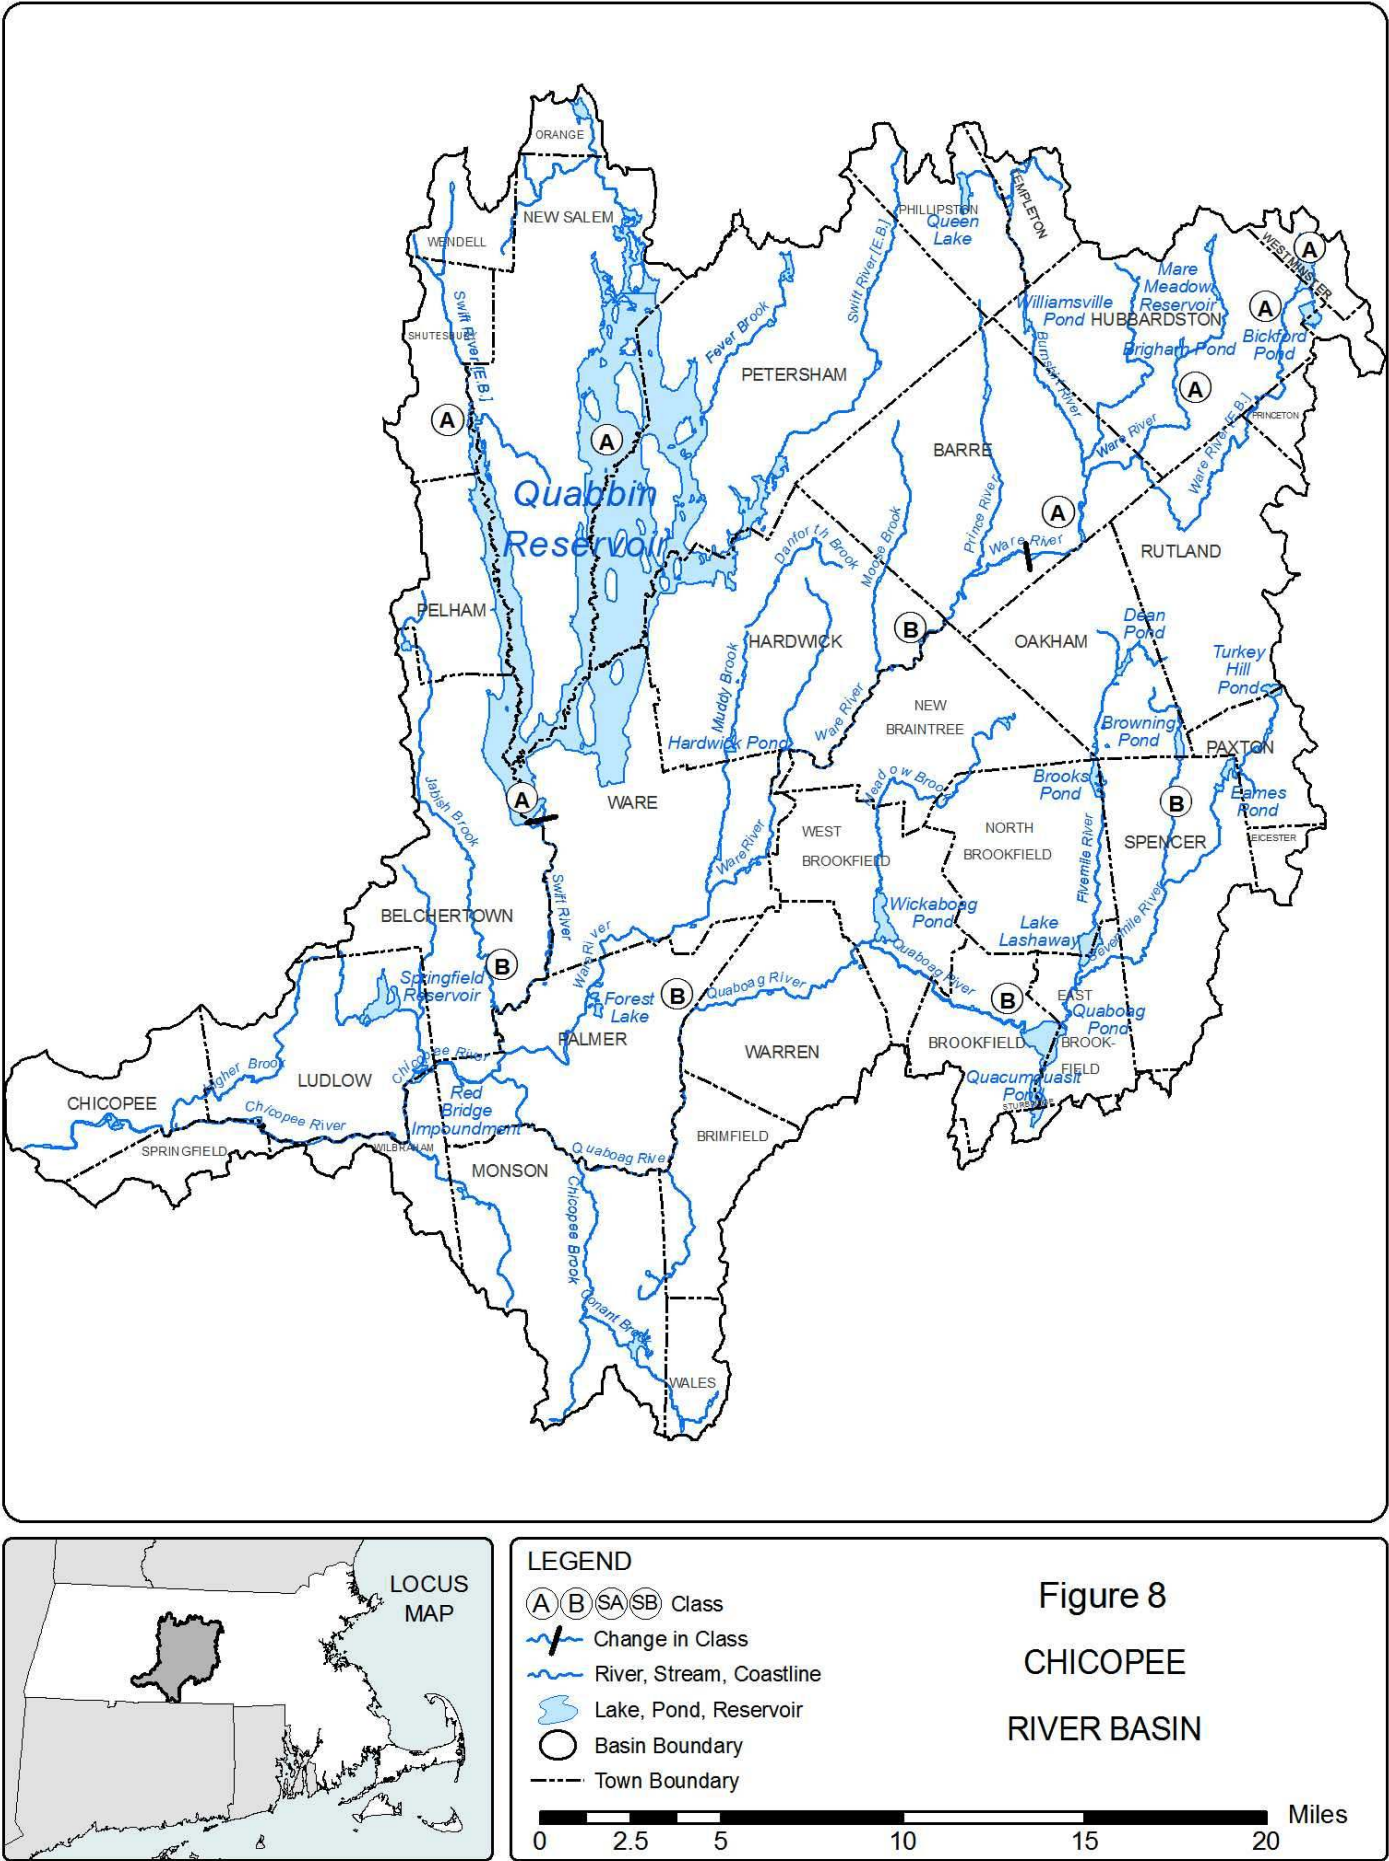 ORANGE
NEW SALEM
WENDELL
PHILLIPSTON
TEMPLETON
Queen
Lake
WESTMINSTER
A
Swift River [E.B.]
SHUTESBURY
Swift River [E.B.]
Fever Brook
PETERSHAM
Williamsville
Pond
HUBBARDSTON
Mare
Meadow
Reservoir
A
Bickford
Pond
Brigham Pond
Burnshirt River
A
PRINCETON
A
A
Quabbin
Reservoir
BARRE
Ware River
Ware River [E.B.]
Prince River
A
Ware River
Moose Brook
Danforth Brook
RUTLAND
PELHAM
HARDWICK
B
OAKHAM
Dean
Pond
Turkey
Hill
Pond
Muddy Brook
Ware River
NEW
BRAINTREE
Browning
Pond
PAXTON
Hardwick Pond
Meadow Brook
Brooks
Pond
Eames
Pond
A
WARE
B
Jabish Brook
WEST
BROOKFIELD
NORTH
BROOKFIELD
SPENCER
LEICESTER
Ware River
Fivemile River
Swift River
BELCHERTOWN
Wickaboag
Pond
Lake
Lashaway
Sevenmile River
Ware River
B
Springfield
Reservoir
Quaboag River
B
Quaboag River
B
Forest
Lake
EAST
BROOK-
FIELD
Quaboag
Pond
PALMER
WARREN
BROOKFIELD
Chicopee River
Higher Brook
LUDLOW
Red
Bridge
Impoundment
Quacumquasit
Pond
STURBRIDGE
CHICOPEE
Chicopee River
SPRINGFIELD
WILBRAHAM
BRIMFIELD
MONSON
Quaboag River
Chicopee Brook
Conant Brook
WALES
LOCUS
MAP
LEGEND
A B SA SB Class
Change in Class
River, Stream, Coastline
Lake, Pond, Reservoir
Basin Boundary
Town Boundary
Figure 8
CHICOPEE
RIVER BASIN
Miles
0 2.5 5 10 15 20